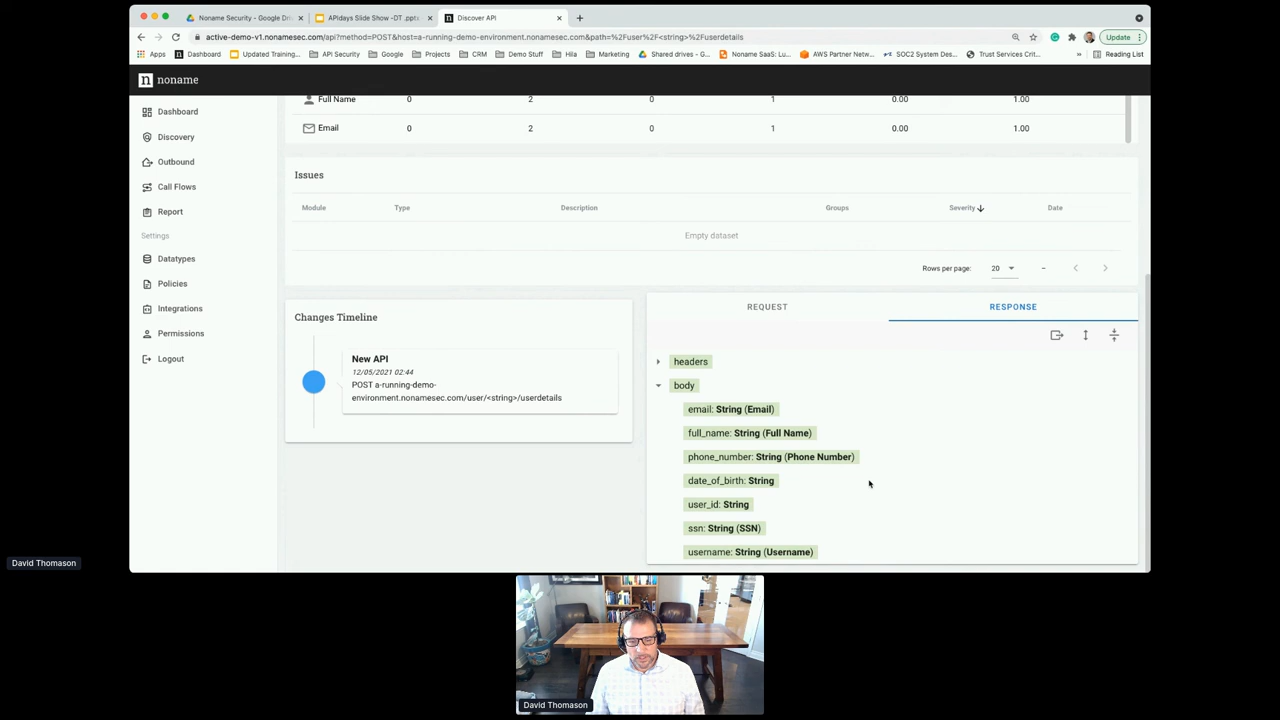 Noneme Security - Google Dri
APIdays Slide Show -DT .pptx
Discover API
active-demo-v1.nonamesec.com/api?method=POST&host=a-running-demo-environment.nonamesec.com&path=%2Fuser%2F<string>%2Fuserdetails
Update
Apps
Dashboard
Updated Training...
API Security
Google
Projects
CRM
Demo Stuff
Hila
Marketing
Shared drives - G...
Noname SaaS: Lu...
AWS Partner Netw...
SOC2 System Des...
Trust Services Crit...
»
Reading List
n noname
Dashboard
Discovery
Outbound
Call Flows
Report
Settings
Datatypes
Policies
Integrations
Permissions
Logout
Full Name 0 2 0 1 0.00 1.00
Email 0 2 0 1 0.00 1.00
Issues
Module Type Description Groups Severity Date
Empty dataset
Rows per page: 20 –
Changes Timeline
New API
12/05/2021 02:44
POST a-running-demo-
environment.nonamesec.com/user/<string>/userdetails
REQUEST RESPONSE
headers
body
email: String (Email)
full_name: String (Full Name)
phone_number: String (Phone Number)
date_of_birth: String
user_id: String
ssn: String (SSN)
username: String (Username)
David Thomason
David Thomason